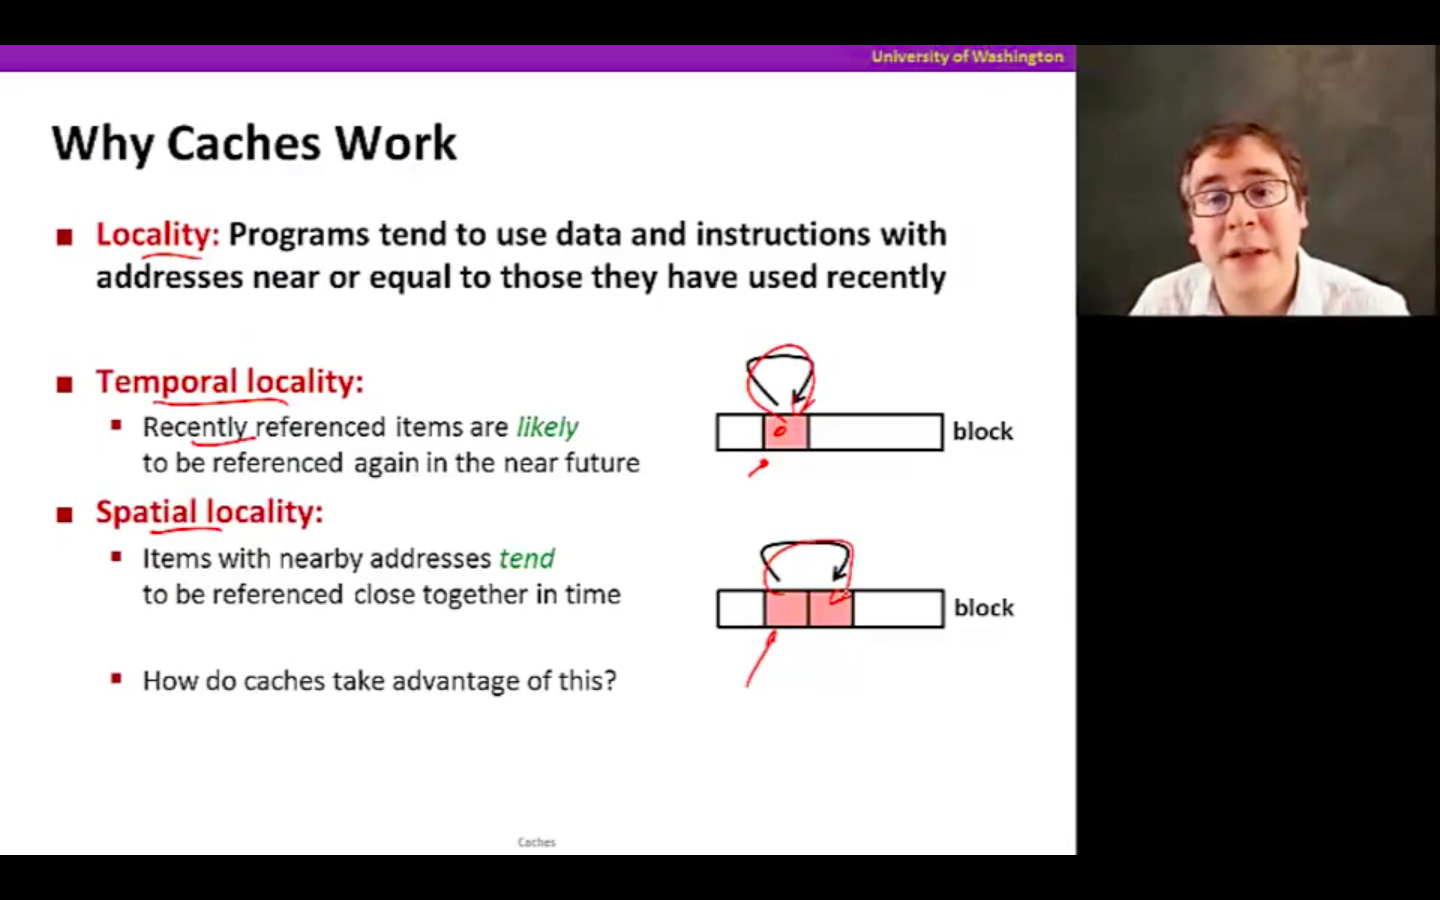 University of Washington
Why Caches Work
Locality: Programs tend to use data and instructions with
addresses near or equal to those they have used recently
Temporal locality:
Recently referenced items are likely
to be referenced again in the near future
block
Spatial locality:
Items with nearby addresses tend
to be referenced close together in time
block
How do caches take advantage of this?
Caches